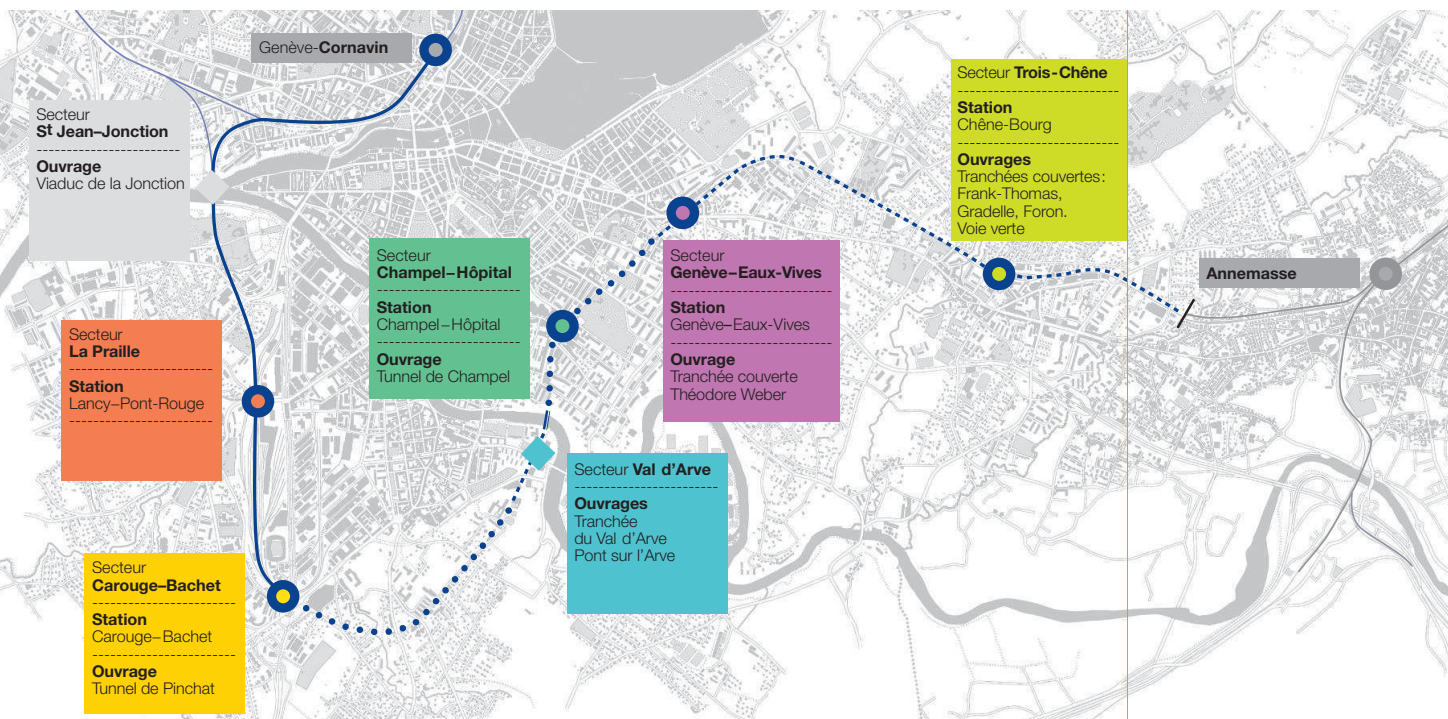 Genève-Cornavin
Secteur
St Jean–Jonction
Ouvrage
Viaduc de la Jonction
Secteur
La Praille
Station
Lancy–Pont-Rouge
Secteur
Carouge–Bachet
Station
Carouge–Bachet
Ouvrage
Tunnel de Pinchat
Secteur
Champel–Hôpital
Station
Champel–Hôpital
Ouvrage
Tunnel de Champel
Secteur Val d’Arve
Ouvrages
Tranchée
du Val d’Arve
Pont sur l’Arve
Secteur
Genève–Eaux-Vives
Station
Genève–Eaux-Vives
Ouvrage
Tranchée couverte
Théodore Weber
Secteur Trois-Chêne
Station
Chêne-Bourg
Ouvrages
Tranchées couvertes:
Frank-Thomas,
Gradelle, Foron.
Voie verte
Annemasse